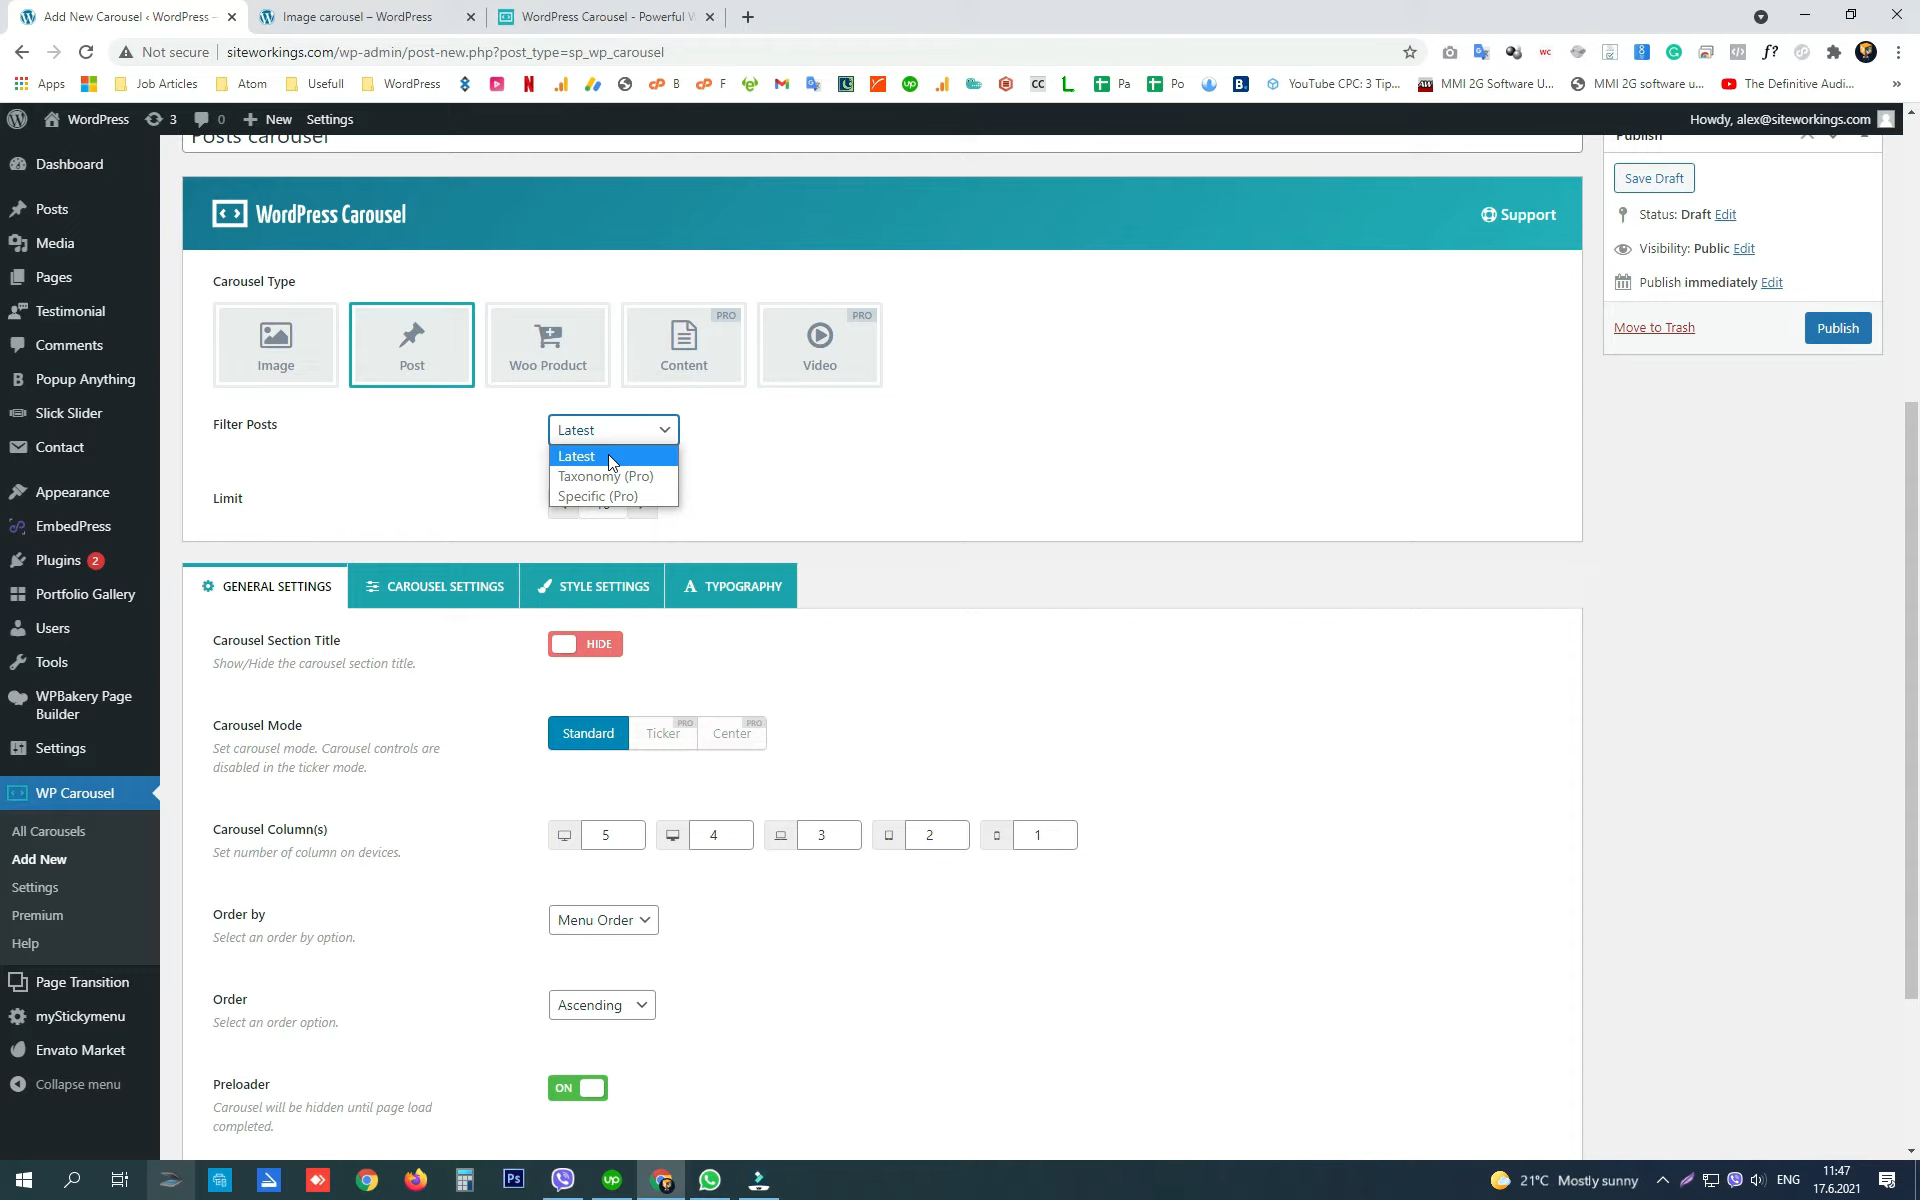 Add New Carousel ‹ WordPress –
Image carousel – WordPress
WordPress Carousel - Powerful W
Not secure
siteworkings.com/wp-admin/post-new.php?post_type=sp_wp_carousel
Apps
Job Articles
Atom
Usefull
WordPress
B
F
Pa
Po
YouTube CPC: 3 Tip...
MMI 2G Software U...
MMI 2G software u...
The Definitive Audi...
WordPress
3
0
New
Settings
Howdy, alex@siteworkings.com
Dashboard
Posts
Media
Pages
Testimonial
Comments
Popup Anything
Slick Slider
Contact
Appearance
EmbedPress
Plugins 2
Portfolio Gallery
Users
Tools
WPBakery Page
Builder
Settings
WP Carousel
All Carousels
Add New
Settings
Premium
Help
Page Transition
myStickymenu
Envato Market
Collapse menu
Posts carousel
WordPress Carousel
Support
Carousel Type
Image
Post
Woo Product
PRO
Content
PRO
Video
Filter Posts
Latest
Latest
Taxonomy (Pro)
Specific (Pro)
Limit
GENERAL SETTINGS
CAROUSEL SETTINGS
STYLE SETTINGS
TYPOGRAPHY
Carousel Section Title
Show/Hide the carousel section title.
HIDE
Carousel Mode
Set carousel mode. Carousel controls are
disabled in the ticker mode.
Standard
Ticker
PRO
Center
PRO
Carousel Column(s)
Set number of column on devices.
5
4
3
2
1
Order by
Select an order by option.
Menu Order
Order
Select an order option.
Ascending
Preloader
Carousel will be hidden until page load
completed.
ON
Publish
Save Draft
Status: Draft Edit
Visibility: Public Edit
Publish immediately Edit
Move to Trash
Publish
21°C Mostly sunny
ENG
11:47
17.6.2021